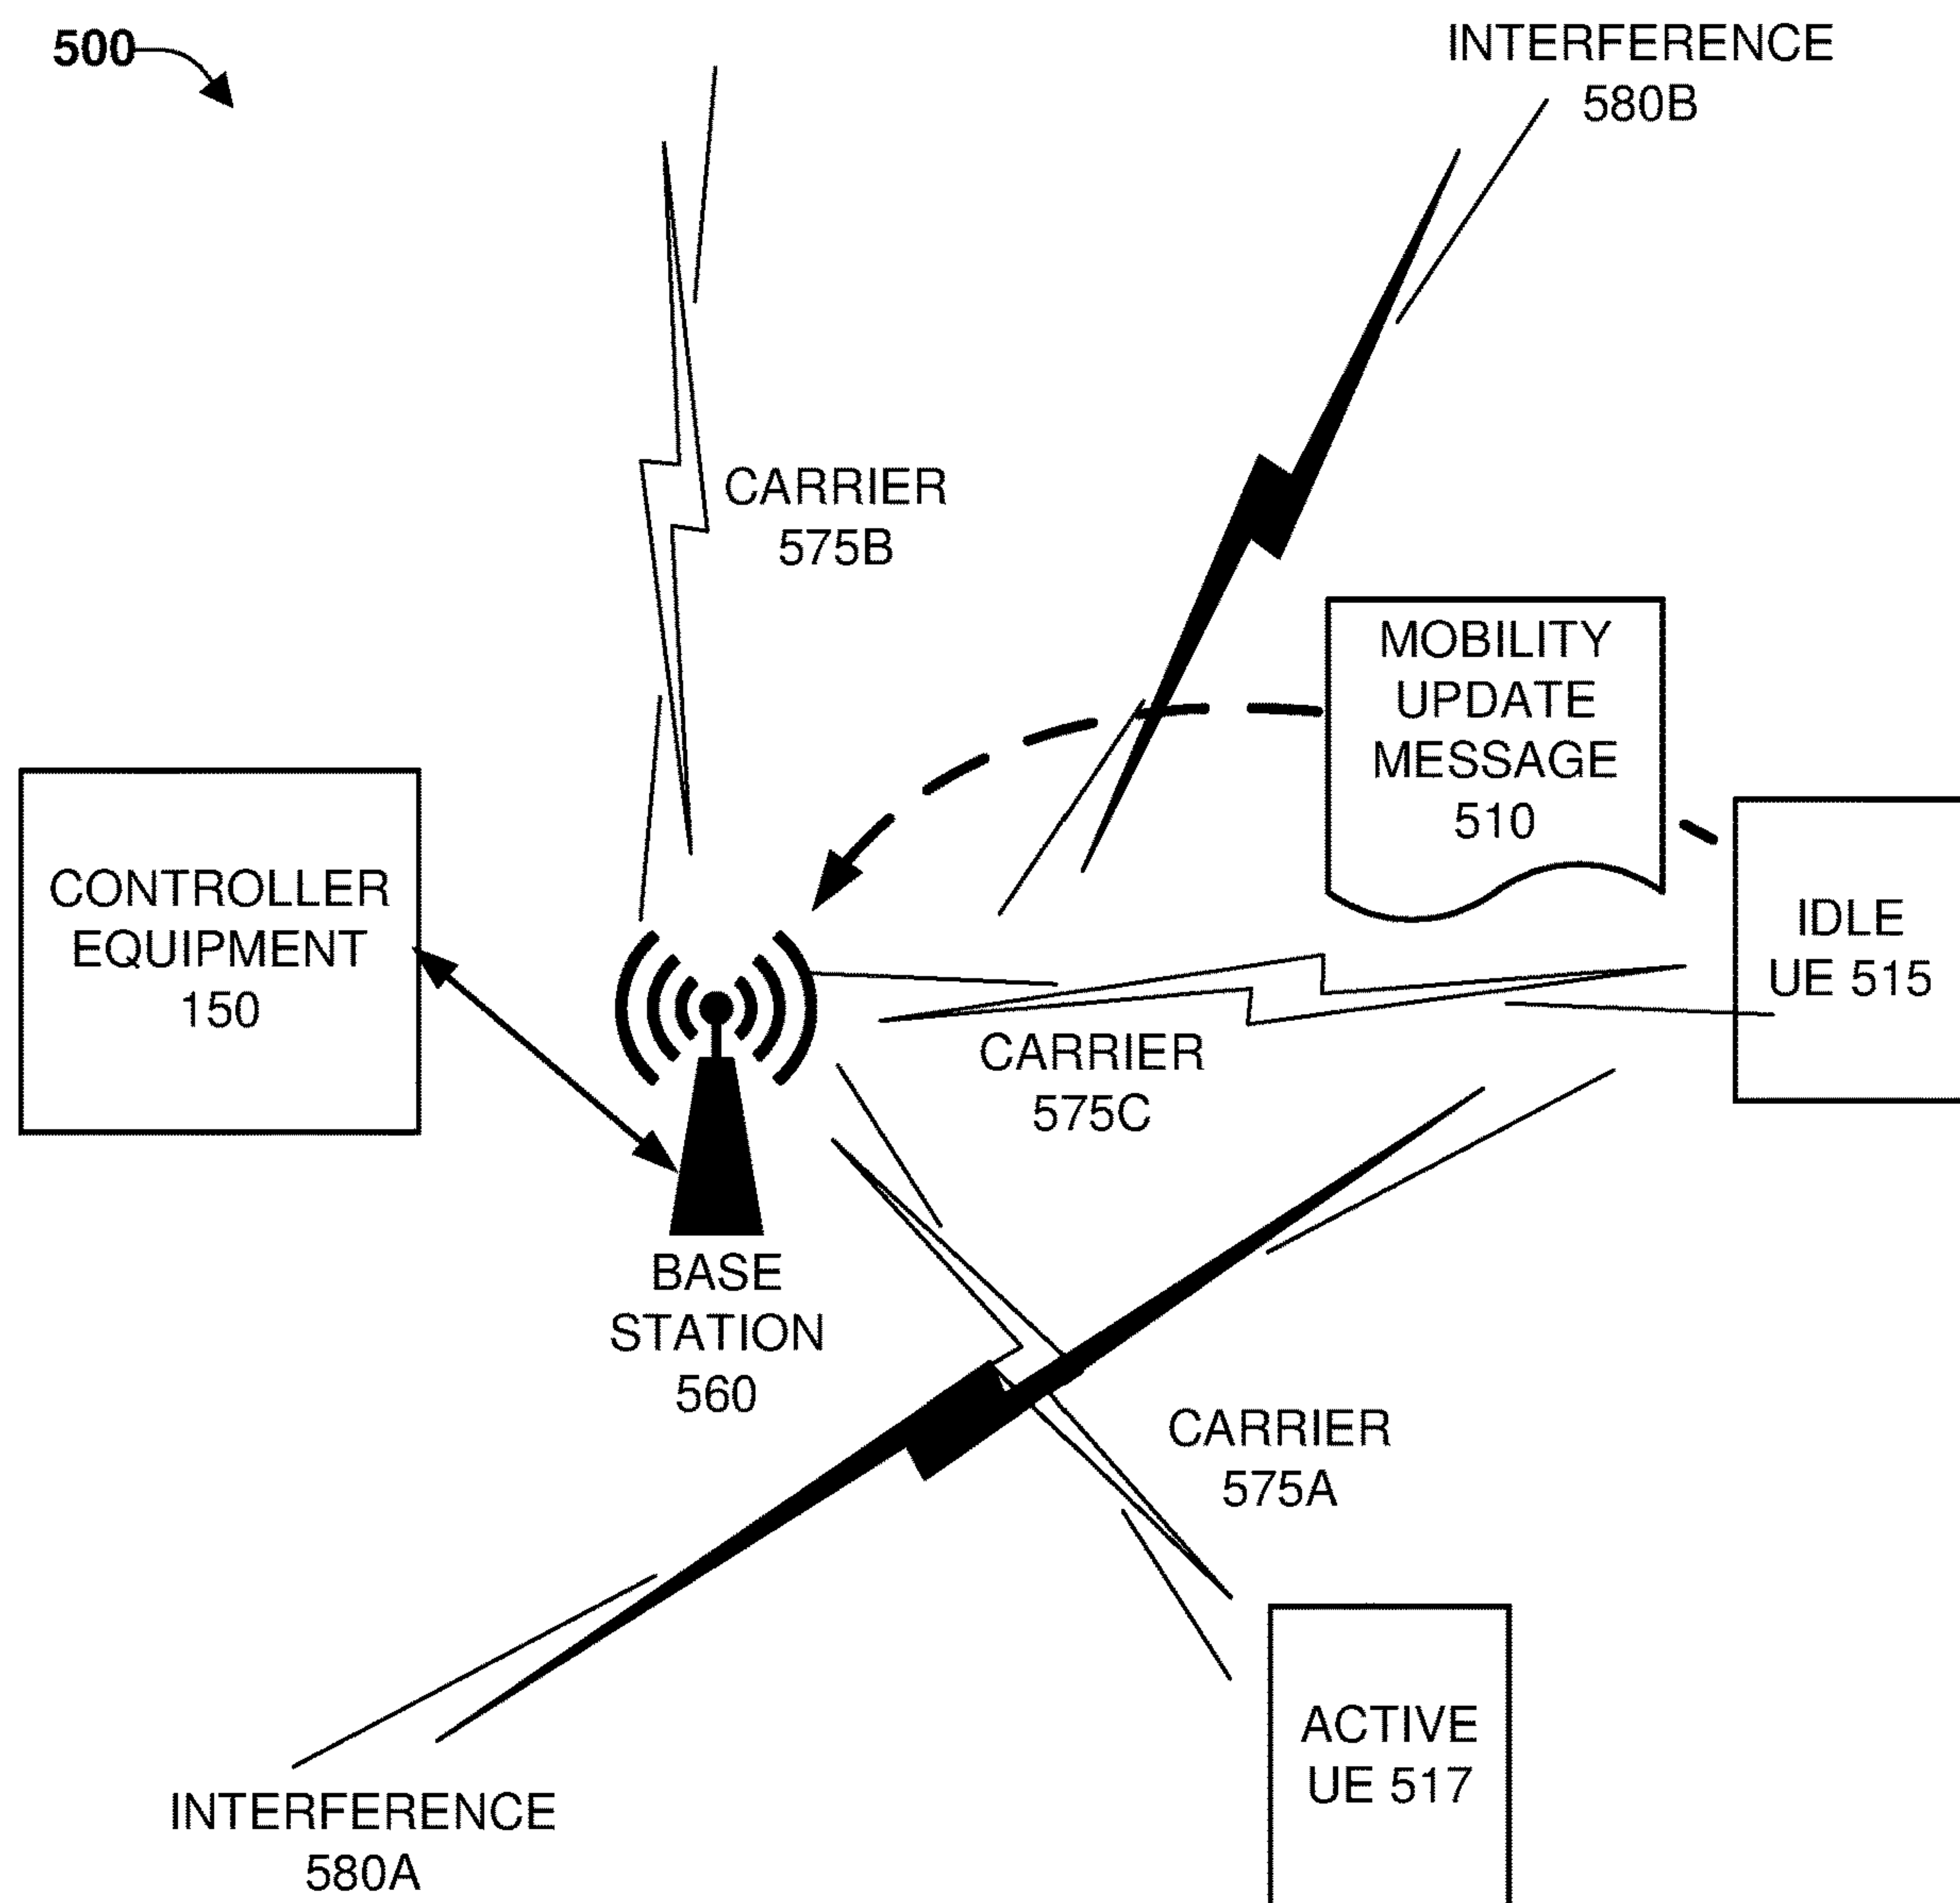 500
INTERFERENCE
580B
CARRIER
575B
MOBILITY
UPDATE
MESSAGE
510
CONTROLLER
EQUIPMENT
150
IDLE
UE 515
CARRIER
575C
BASE
STATION
560
CARRIER
575A
ACTIVE
UE 517
INTERFERENCE
580A